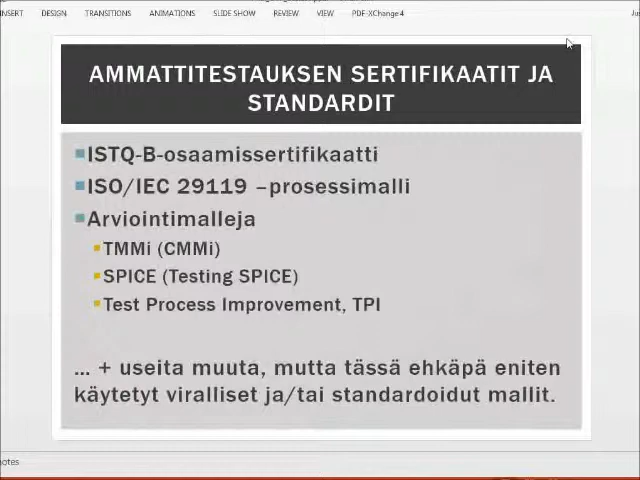 INSERT DESIGN TRANSITIONS ANIMATIONS SLIDE SHOW REVIEW VIEW PDF-XChange 4
AMMATTITESTAUKSEN SERTIFIKAATIT JA
STANDARDIT
ISTQ-B-osaamissertifikaatti
ISO/IEC 29119 –prosessimalli
Arviointimalleja
TMMi (CMMi)
SPICE (Testing SPICE)
Test Process Improvement, TPI
... + useita muuta, mutta tässä ehkäpä eniten
käytetyt viralliset ja/tai standardoidut mallit.